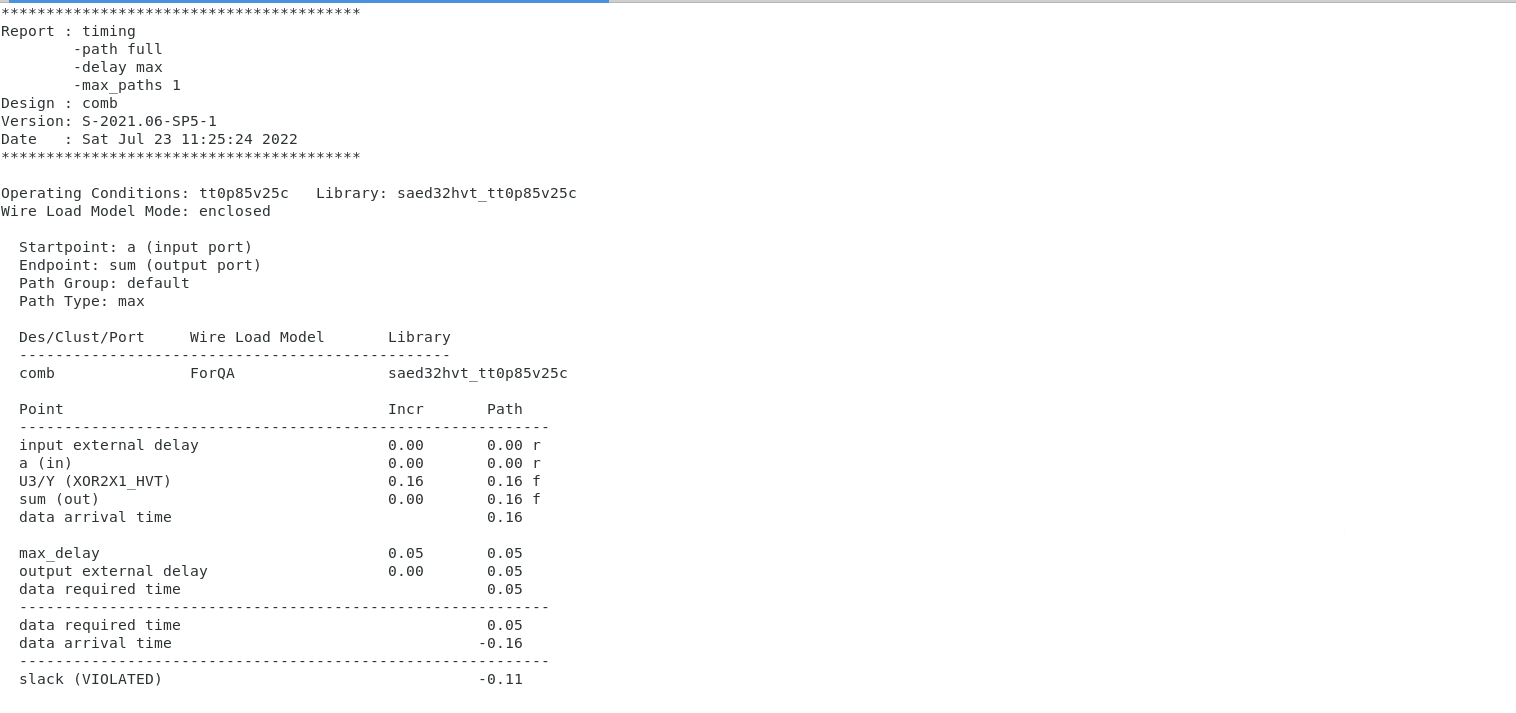 ****************************************
Report : timing
        -path full
        -delay max
        -max_paths 1
Design : comb
Version: S-2021.06-SP5-1
Date   : Sat Jul 23 11:25:24 2022
****************************************

Operating Conditions: tt0p85v25c   Library: saed32hvt_tt0p85v25c
Wire Load Model Mode: enclosed

  Startpoint: a (input port)
  Endpoint: sum (output port)
  Path Group: default
  Path Type: max

  Des/Clust/Port     Wire Load Model       Library
  ------------------------------------------------
  comb               ForQA                 saed32hvt_tt0p85v25c

  Point                                    Incr       Path
  -----------------------------------------------------------
  input external delay                     0.00       0.00 r
  a (in)                                   0.00       0.00 r
  U3/Y (XOR2X1_HVT)                        0.16       0.16 f
  sum (out)                                0.00       0.16 f
  data arrival time                                   0.16

  max_delay                                0.05       0.05
  output external delay                    0.00       0.05
  data required time                                  0.05
  -----------------------------------------------------------
  data required time                                  0.05
  data arrival time                                  -0.16
  -----------------------------------------------------------
  slack (VIOLATED)                                   -0.11